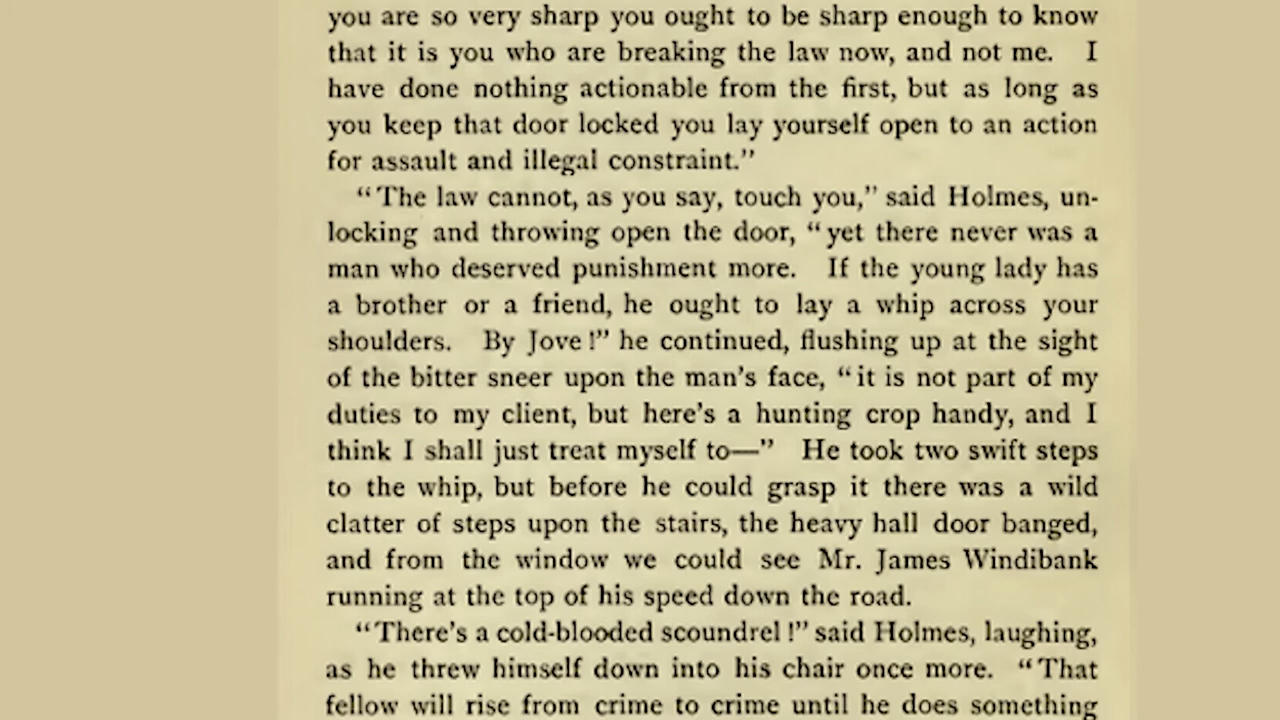 you are so very sharp you ought to be sharp enough to know
that it is you who are breaking the law now, and not me. I
have done nothing actionable from the first, but as long as
you keep that door locked you lay yourself open to an action
for assault and illegal constraint.”
“The law cannot, as you say, touch you,” said Holmes, un-
locking and throwing open the door, “yet there never was a
man who deserved punishment more. If the young lady has
a brother or a friend, he ought to lay a whip across your
shoulders. By Jove!” he continued, flushing up at the sight
of the bitter sneer upon the man’s face, “it is not part of my
duties to my client, but here’s a hunting crop handy, and I
think I shall just treat myself to—” He took two swift steps
to the whip, but before he could grasp it there was a wild
clatter of steps upon the stairs, the heavy hall door banged,
and from the window we could see Mr. James Windibank
running at the top of his speed down the road.
“There’s a cold-blooded scoundrel!” said Holmes, laughing,
as he threw himself down into his chair once more. “That
fellow will rise from crime to crime until he does something